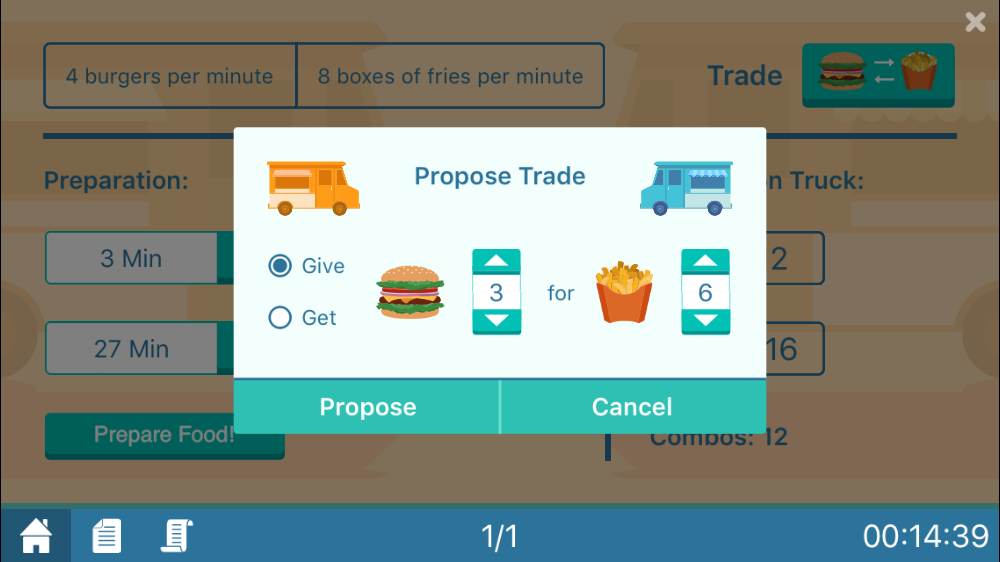 4 burgers per minute
8 boxes of fries per minute
Trade
Preparation:
n Truck:
3 Min
2
27 Min
16
Prepare Food!
Combos: 12
Propose Trade
Give
3
for
6
Get
Propose
Cancel
1/1
00:14:39